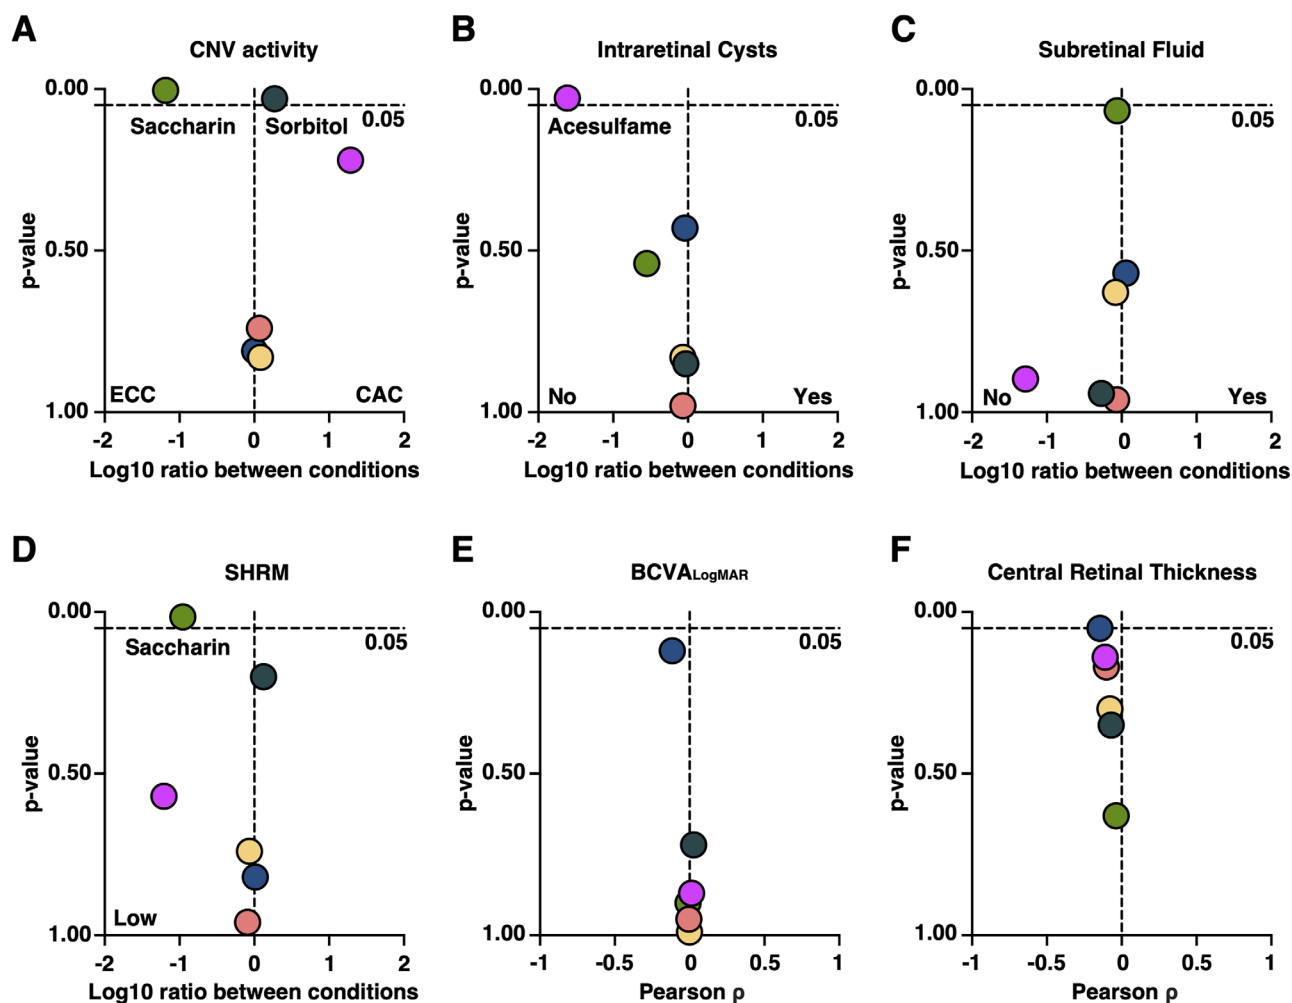 A
CNV activity
0.00
0.50
1.00
p-value
Saccharin
Sorbitol
0.05
ECC
CAC
-2
-1
0
1
2
Log10 ratio between conditions
B
Intraretinal Cysts
0.00
0.50
1.00
p-value
Acesulfame
0.05
No
Yes
-2
-1
0
1
2
Log10 ratio between conditions
C
Subretinal Fluid
0.00
0.50
1.00
p-value
0.05
No
Yes
-2
-1
0
1
2
Log10 ratio between conditions
D
SHRM
0.00
0.50
1.00
p-value
Saccharin
0.05
Low
-2
-1
0
1
2
Log10 ratio between conditions
E
BCVALogMAR
0.00
0.50
1.00
p-value
0.05
-1
-0.5
0
0.5
1
Pearson ρ
F
Central Retinal Thickness
0.00
0.50
1.00
p-value
0.05
-1
-0.5
0
0.5
1
Pearson ρ